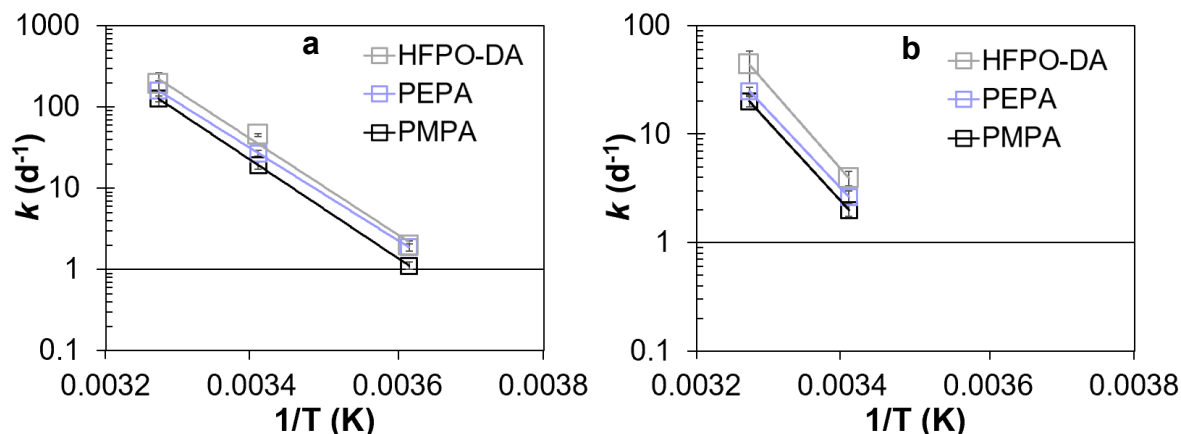 a
1000
100
10
1
0.1
k (d-1)
HFPO-DA
PEPA
PMPA
0.0032 0.0034 0.0036 0.0038
1/T (K)
b
100
10
1
0.1
k (d-1)
HFPO-DA
PEPA
PMPA
0.0032 0.0034 0.0036 0.0038
1/T (K)